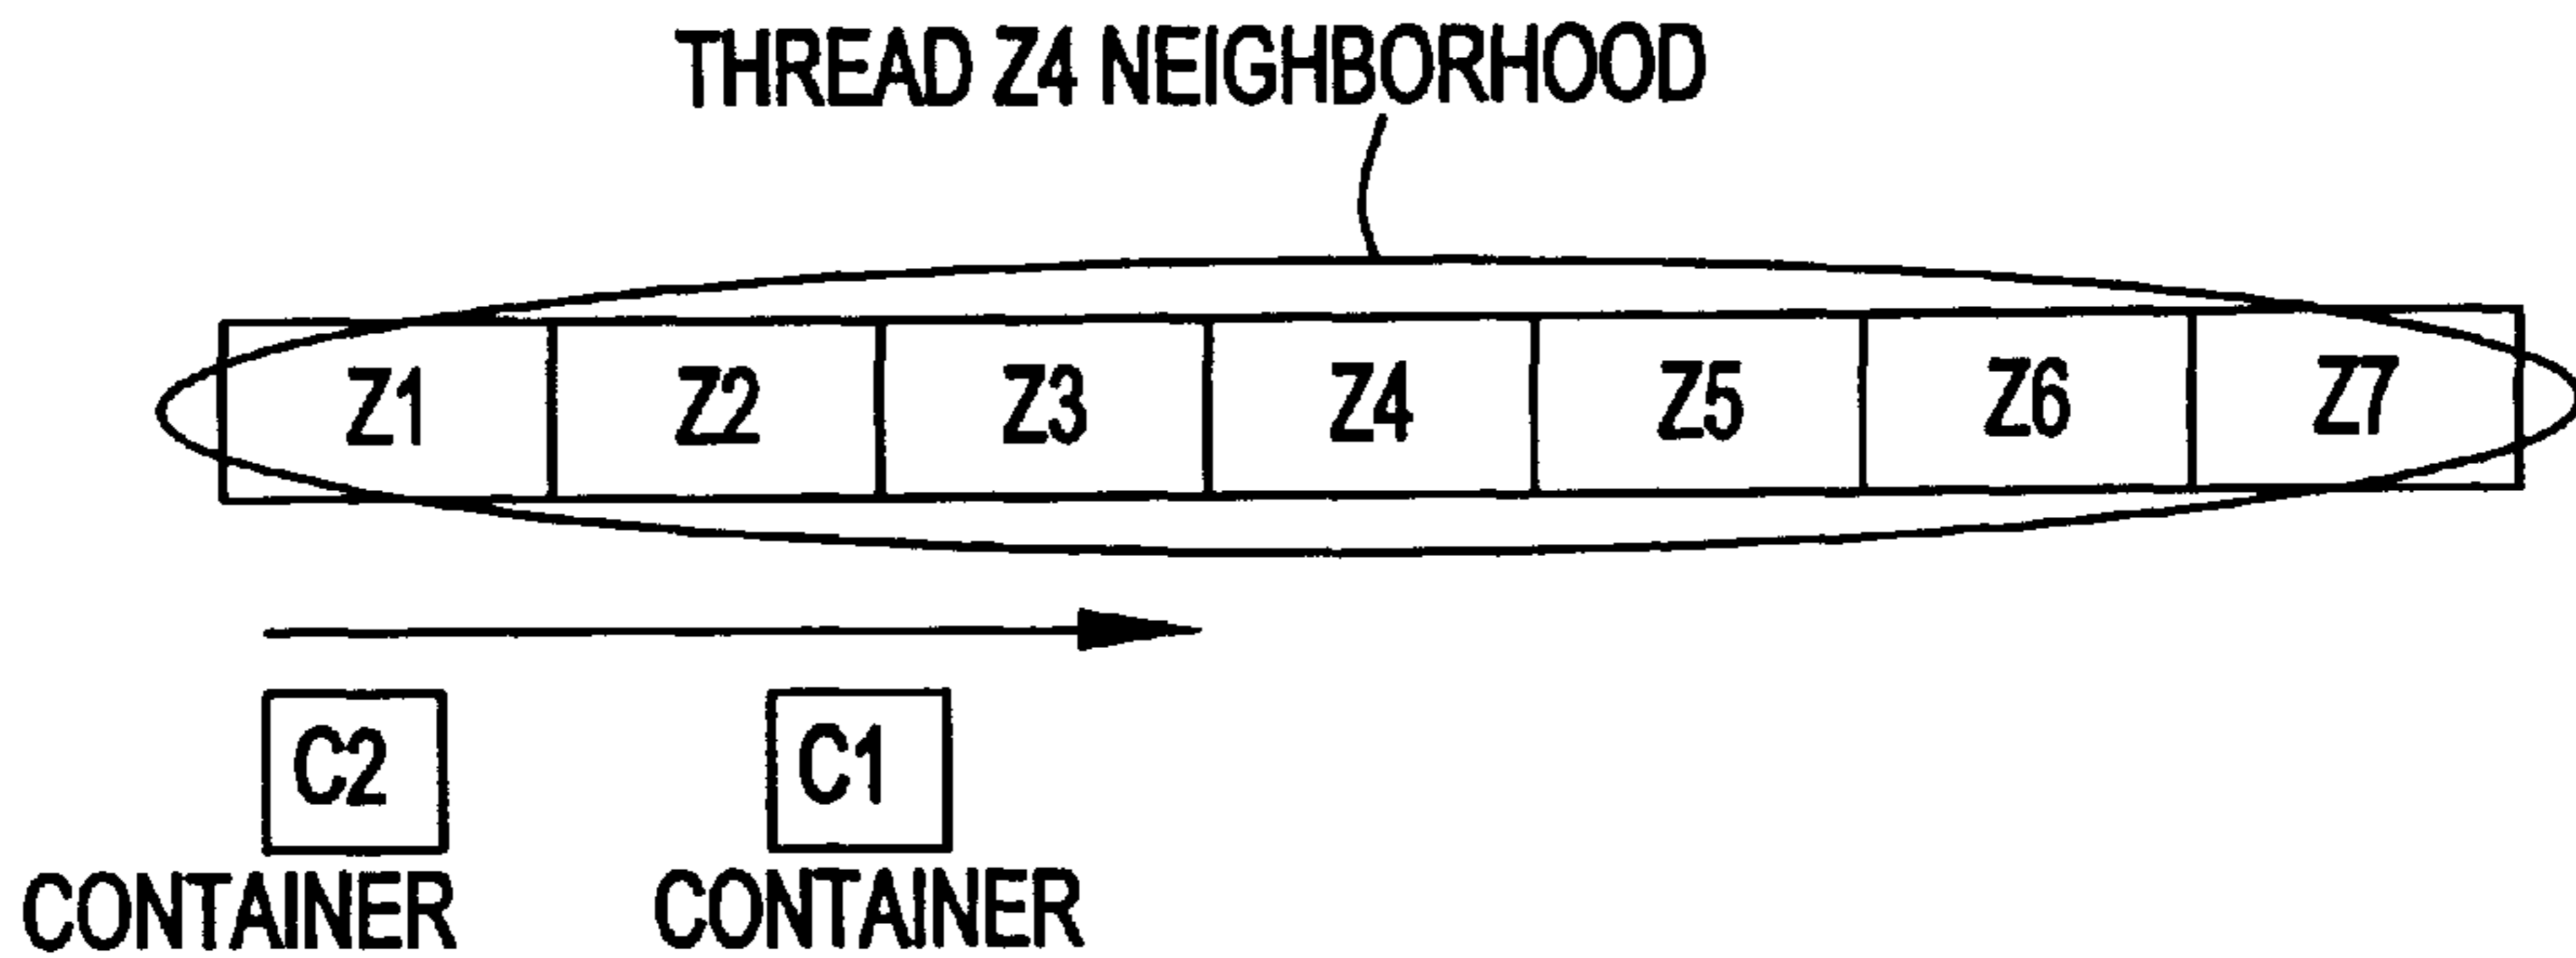 THREAD Z4 NEIGHBORHOOD
Z1 Z2 Z3 Z4 Z5 Z6 Z7
C2 C1
CONTAINER CONTAINER